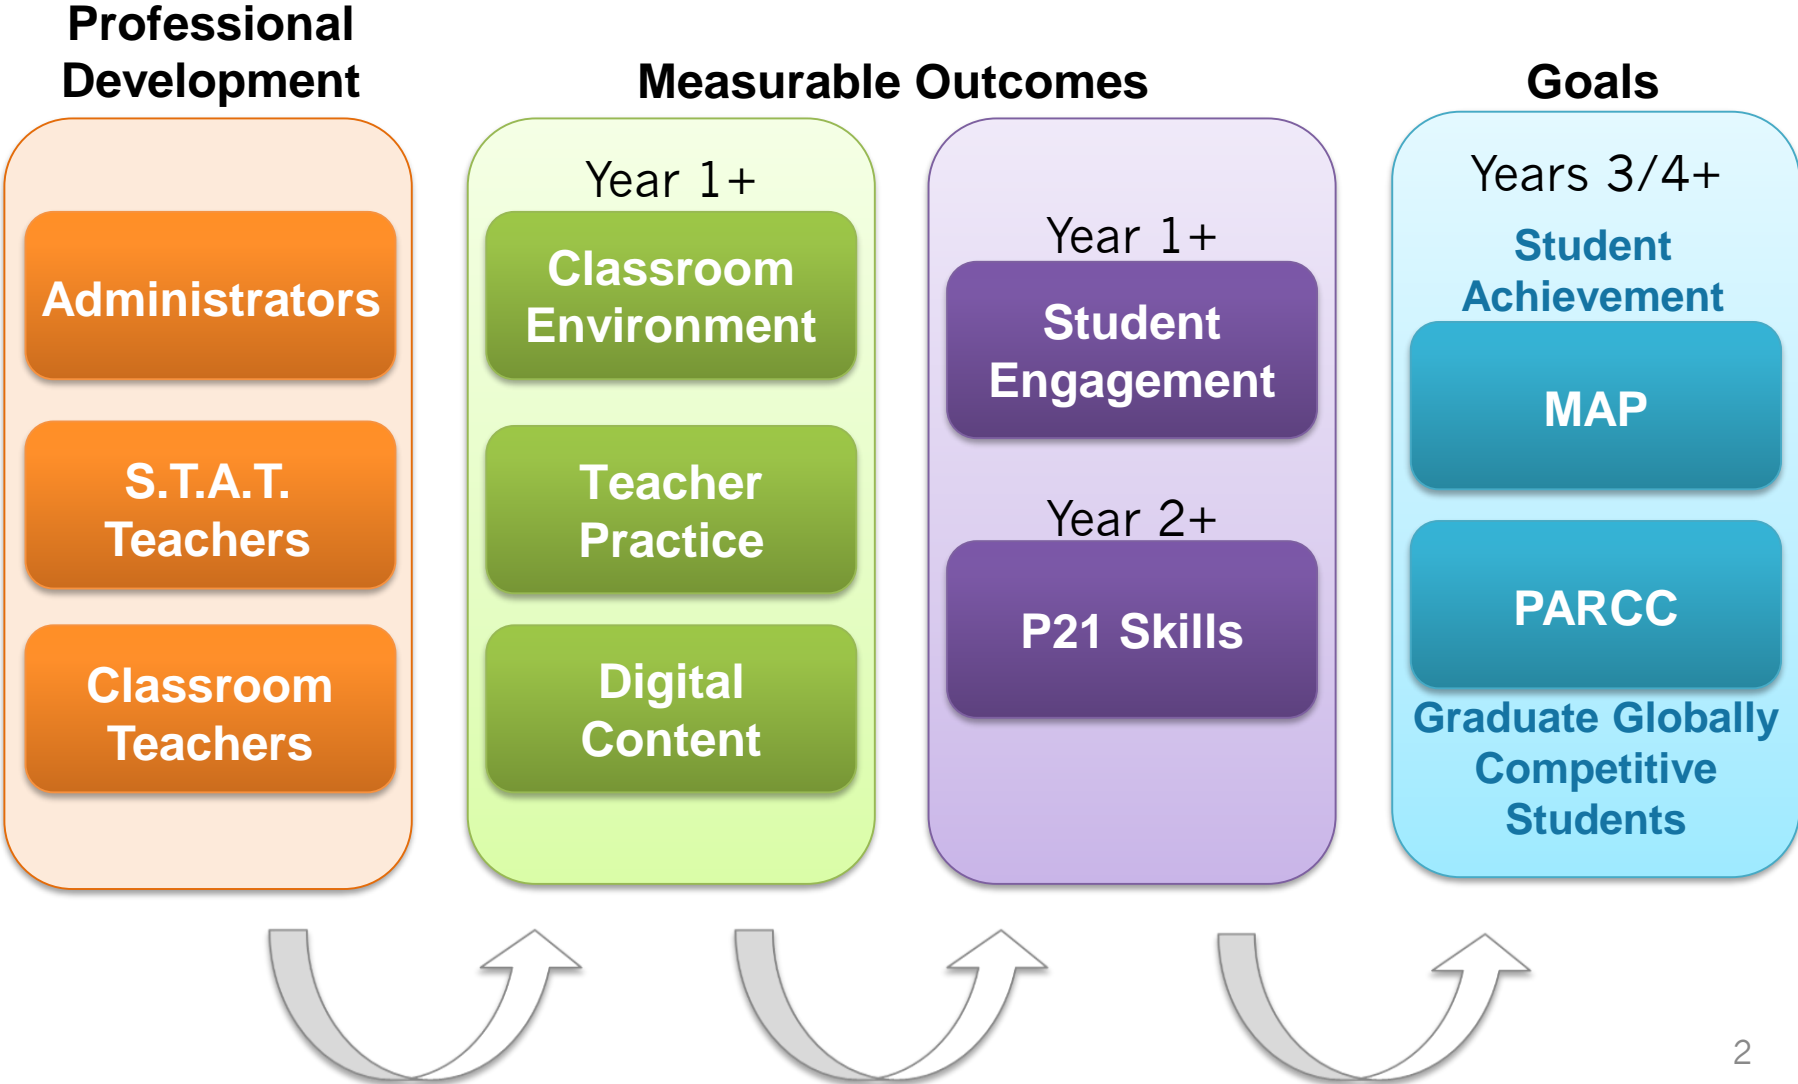 Professional
Development
Measurable Outcomes
Goals
Administrators
S.T.A.T.
Teachers
Classroom
Teachers
Year 1+
Classroom
Environment
Teacher
Practice
Digital
Content
Year 1+
Student
Engagement
Year 2+
P21 Skills
Years 3/4+
Student
Achievement
MAP
PARCC
Graduate Globally
Competitive
Students
2